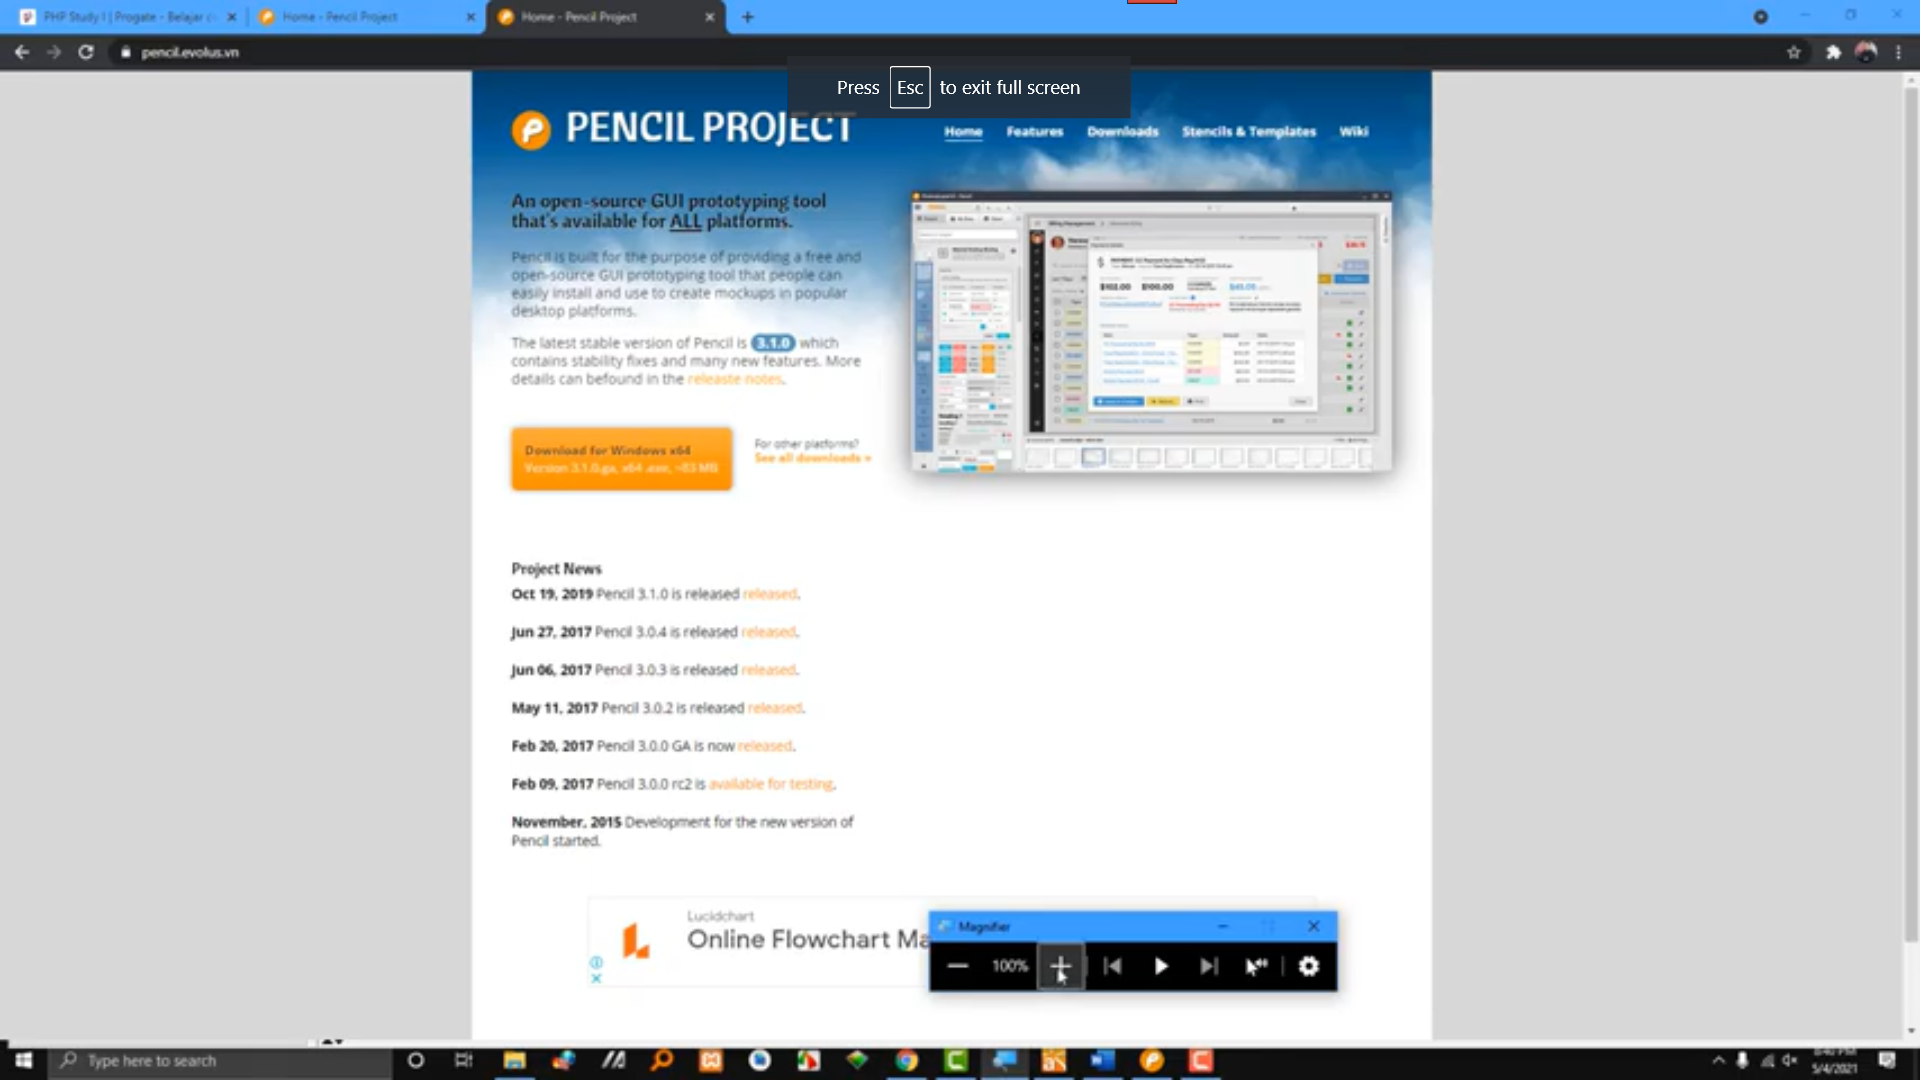 PHP Study I | Progate - Belajar
Home - Pencil Project
Home - Pencil Project
pencil.evolus.vn
Press Esc to exit full screen
PENCIL PROJECT
Home Features Downloads Stencils & Templates Wiki
An open-source GUI prototyping tool
that's available for ALL platforms.
Pencil is built for the purpose of providing a free and
open-source GUI prototyping tool that people can
easily install and use to create mockups in popular
desktop platforms.
The latest stable version of Pencil is 3.1.0 which
contains stability fixes and many new features. More
details can befound in the releaste notes.
Download for Windows x64
Version 3.1.0.ga, x64 .exe, ~83 MB
For other platforms?
See all downloads »
Project News
Oct 19, 2019 Pencil 3.1.0 is released released.
Jun 27, 2017 Pencil 3.0.4 is released released.
Jun 06, 2017 Pencil 3.0.3 is released released.
May 11, 2017 Pencil 3.0.2 is released released.
Feb 20, 2017 Pencil 3.0.0 GA is now released.
Feb 09, 2017 Pencil 3.0.0 rc2 is available for testing.
November, 2015 Development for the new version of
Pencil started.
Lucidchart
Online Flowchart Ma
Magnifier
100%
Type here to search
5/4/2021